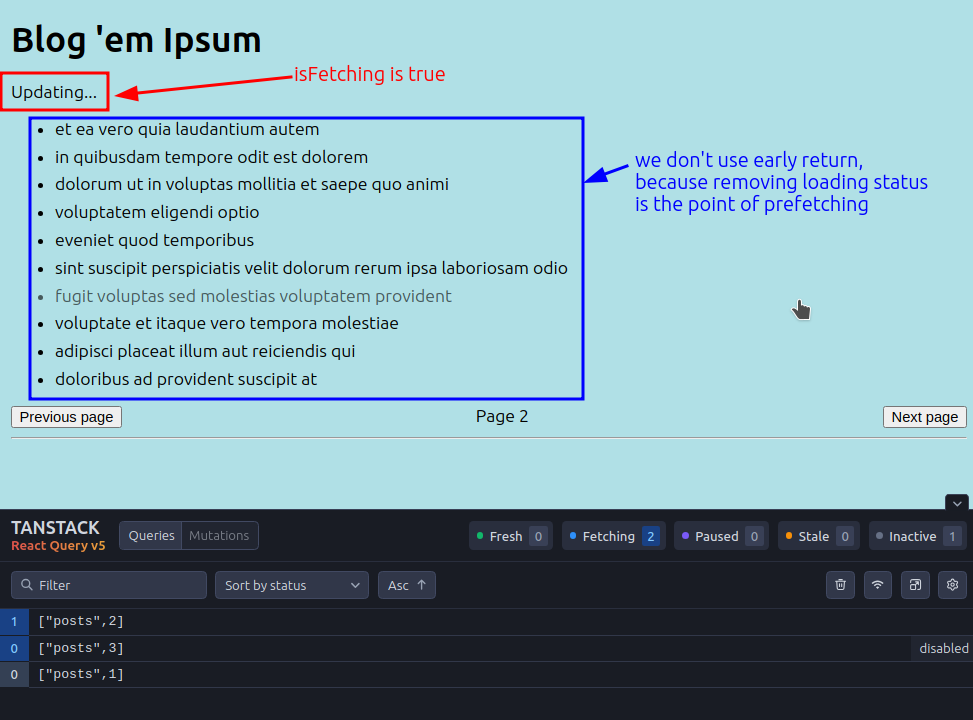 Blog 'em Ipsum
isFetching is true
Updating...
et ea vero quia laudantium autem
in quibusdam tempore odit est dolorem
dolorum ut in voluptas mollitia et saepe quo animi
voluptatem eligendi optio
eveniet quod temporibus
sint suscipit perspiciatis velit dolorum rerum ipsa laboriosam odio
fugit voluptas sed molestias voluptatem provident
voluptate et itaque vero tempora molestiae
adipisci placeat illum aut reiciendis qui
doloribus ad provident suscipit at
we don't use early return,
because removing loading status
is the point of prefetching
Previous page Page 2 Next page
TANSTACK
React Query v5
Queries Mutations
Fresh 0 Fetching 2 Paused 0 Stale 0 Inactive 1
Filter Sort by status Asc ↑
1 ["posts",2]
0 ["posts",3] disabled
0 ["posts",1]